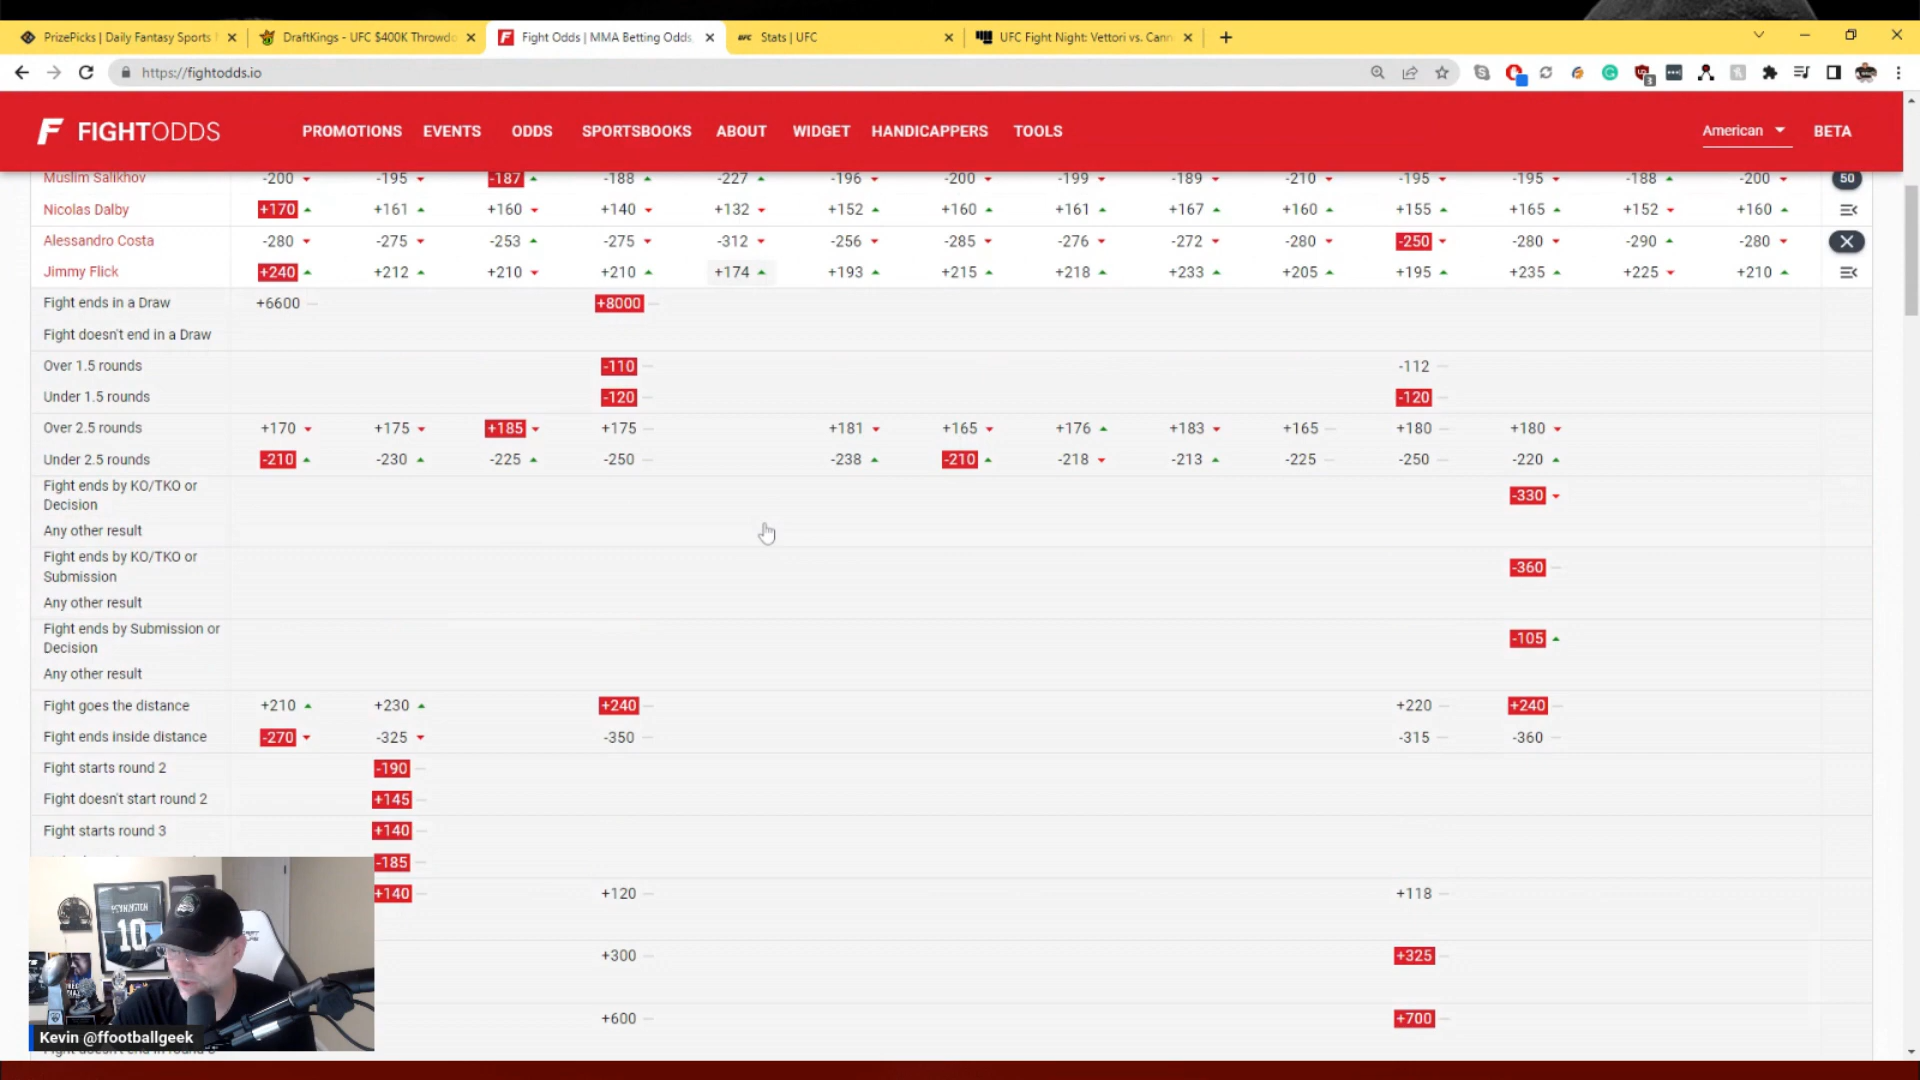 PrizePicks | Daily Fantasy Sports
DraftKings - UFC $400K Throwdo
Fight Odds | MMA Betting Odds,
Stats | UFC
UFC Fight Night: Vettori vs. Cann
https://fightodds.io
FIGHTODDS PROMOTIONS EVENTS ODDS SPORTSBOOKS ABOUT WIDGET HANDICAPPERS TOOLS American BETA
Muslim Salikhov -200 -195 -187 -188 -227 -196 -200 -199 -189 -210 -195 -195 -188 -200 50
Nicolas Dalby +170 +161 +160 +140 +132 +152 +160 +161 +167 +160 +155 +165 +152 +160
Alessandro Costa -280 -275 -253 -275 -312 -256 -285 -276 -272 -280 -250 -280 -290 -280
Jimmy Flick +240 +212 +210 +210 +174 +193 +215 +218 +233 +205 +195 +235 +225 +210
Fight ends in a Draw +6600 +8000
Fight doesn't end in a Draw
Over 1.5 rounds -110 -112
Under 1.5 rounds -120 -120
Over 2.5 rounds +170 +175 +185 +175 +181 +165 +176 +183 +165 +180 +180
Under 2.5 rounds -210 -230 -225 -250 -238 -210 -218 -213 -225 -250 -220
Fight ends by KO/TKO or
Decision -330
Any other result
Fight ends by KO/TKO or
Submission -360
Any other result
Fight ends by Submission or
Decision -105
Any other result
Fight goes the distance +210 +230 +240 +220 +240
Fight ends inside distance -270 -325 -350 -315 -360
Fight starts round 2 -190
Fight doesn't start round 2 +145
Fight starts round 3 +140
-185
+140 +120 +118
+300 +325
+600 +700
10
Kevin @ffootballgeek